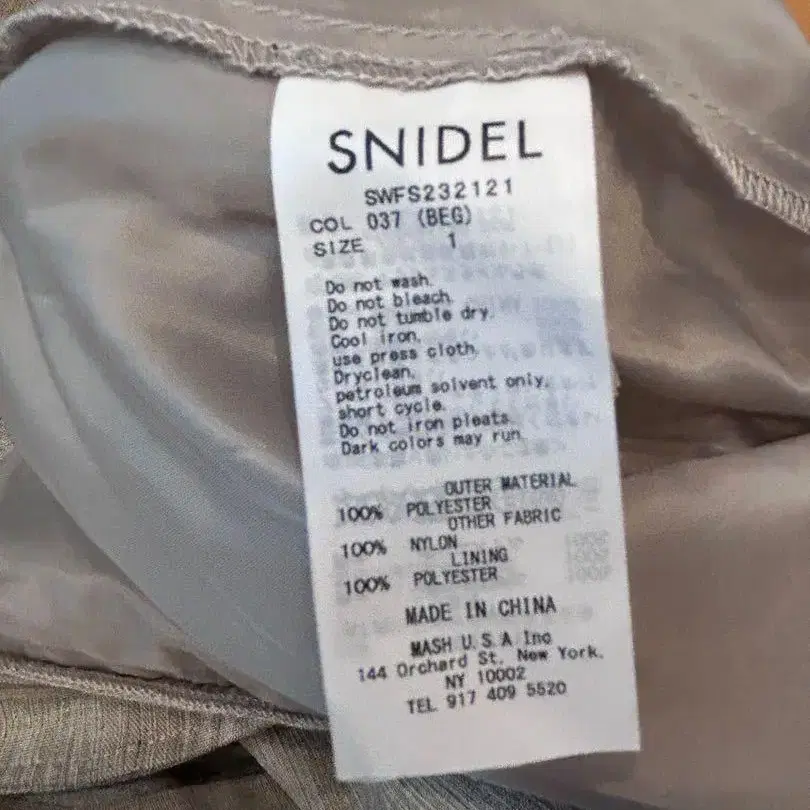 SNIDEL
SWFS232121
COL 037 (BEG)
SIZE 1
Do not wash.
Do not bleach.
Do not tumble dry.
Cool iron.
use press cloth.
Dryclean.
petroleum solvent only.
short cycle.
Do not iron pleats.
Dark colors may run.
OUTER MATERIAL
100% POLYESTER
OTHER FABRIC
100% NYLON
LINING
100% POLYESTER
MADE IN CHINA
MASH U.S.A Inc
144 Orchard St. New York.
NY 10002
TEL 917 409 5520